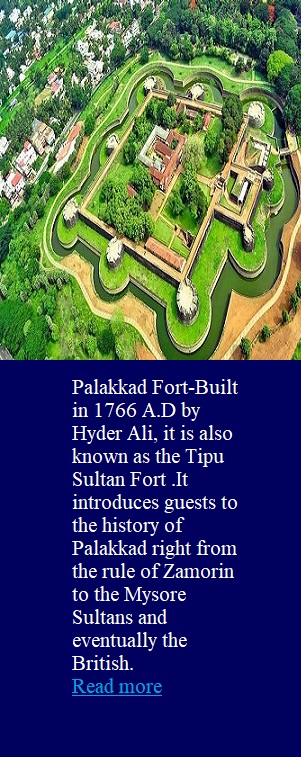 Palakkad Fort-Built
in 1766 A.D by
Hyder Ali, it is also
known as the Tipu
Sultan Fort .It
introduces guests to
the history of
Palakkad right from
the rule of Zamorin
to the Mysore
Sultans and
eventually the
British.
Read more